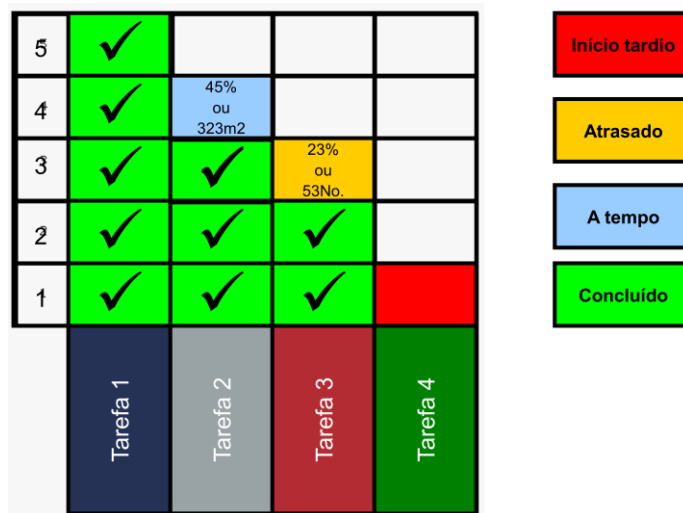 5
Início tardio
4
45%
ou
323m2
Atrasado
3
23%
ou
53No.
2
A tempo
1
Concluído
Tarefa 1
Tarefa 2
Tarefa 3
Tarefa 4